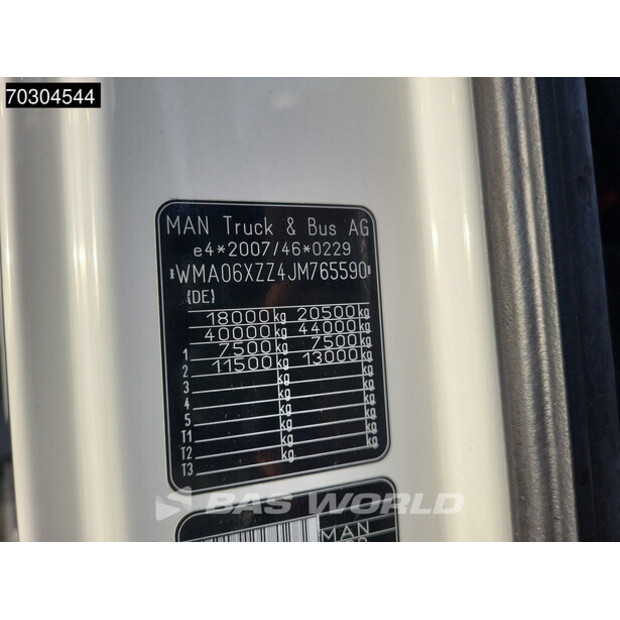 70304544
MAN Truck & Bus AG
e4*2007/46*0229
*WMA06XZZ4JM765590*
(DE)
18000 kg 20500 kg
40000 kg 44000 kg
1 7500 kg 7500 kg
2 11500 kg 13000 kg
3 kg kg
4 kg kg
5 kg kg
T1 kg kg
T2 kg kg
T3 kg kg
BAS WORLD
MAN